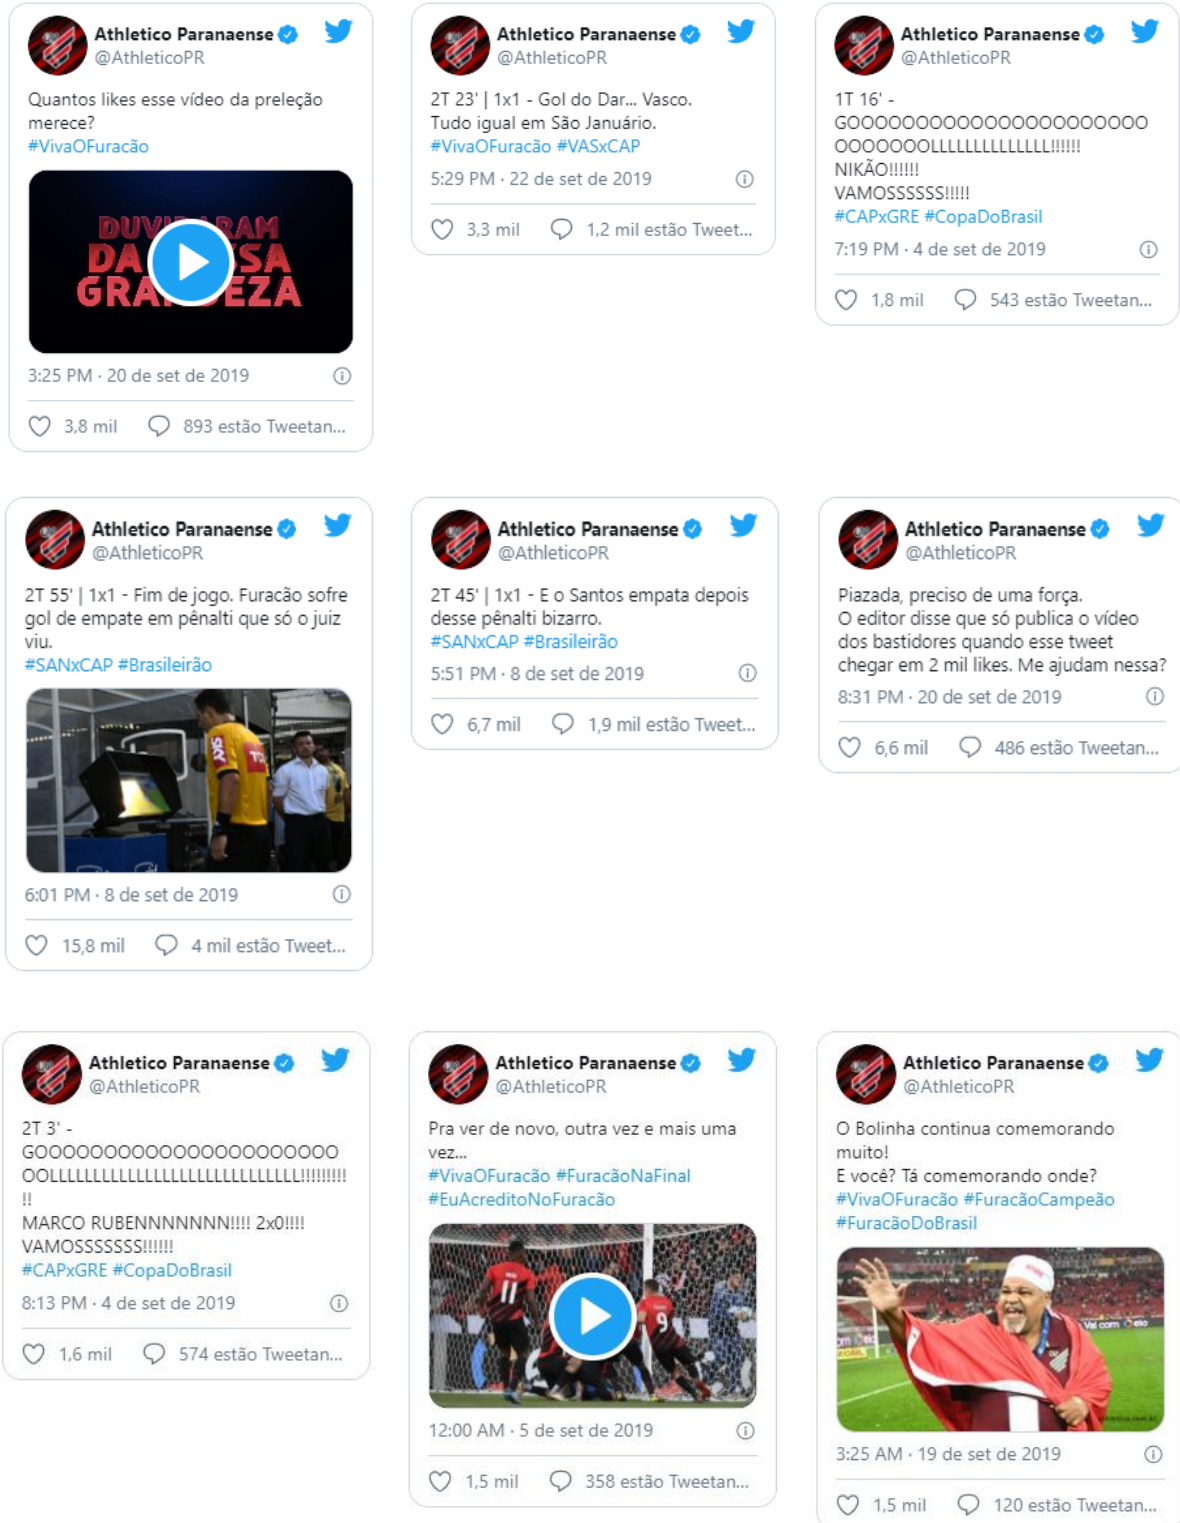 Athletico Paranaense
@AthleticoPR
Quantos likes esse vídeo da preleção
merece?
#VivaOFuracão
GRANDEZA
3:25 PM · 20 de set de 2019
3,8 mil 893 estão Tweetan...
Athletico Paranaense
@AthleticoPR
2T 23' | 1x1 - Gol do Dar... Vasco.
Tudo igual em São Januário.
#VivaOFuracão #VASxCAP
5:29 PM · 22 de set de 2019
3,3 mil 1,2 mil estão Tweet...
Athletico Paranaense
@AthleticoPR
1T 16' -
GOOOOOOOOOOOOOOOOOOOOOO
OOOOOOOLLLLLLLLLLLLLL!!!!!!
NIKÃO!!!!!!
VAMOSSSSSS!!!!!
#CAPxGRE #CopaDoBrasil
7:19 PM · 4 de set de 2019
1,8 mil 543 estão Tweetan...
Athletico Paranaense
@AthleticoPR
2T 55' | 1x1 - Fim de jogo. Furacão sofre
gol de empate em pênalti que só o juiz
viu.
#SANxCAP #Brasileirão
SKY
6:01 PM · 8 de set de 2019
15,8 mil 4 mil estão Tweet...
Athletico Paranaense
@AthleticoPR
2T 45' | 1x1 - E o Santos empata depois
desse pênalti bizarro.
#SANxCAP #Brasileirão
5:51 PM · 8 de set de 2019
6,7 mil 1,9 mil estão Tweet...
Athletico Paranaense
@AthleticoPR
Piazada, preciso de uma força.
O editor disse que só publica o vídeo
dos bastidores quando esse tweet
chegar em 2 mil likes. Me ajudam nessa?
8:31 PM · 20 de set de 2019
6,6 mil 486 estão Tweetan...
Athletico Paranaense
@AthleticoPR
2T 3' -
GOOOOOOOOOOOOOOOOOOOOOO
OOLLLLLLLLLLLLLLLLLLLLLLLLLLLLL!!!!!!!!!
!!
MARCO RUBENNNNNNN!!!! 2x0!!!!
VAMOSSSSSSS!!!!!!
#CAPxGRE #CopaDoBrasil
8:13 PM · 4 de set de 2019
1,6 mil 574 estão Tweetan...
Athletico Paranaense
@AthleticoPR
Pra ver de novo, outra vez e mais uma
vez...
#VivaOFuracão #FuracãoNaFinal
#EuAcreditoNoFuracão
11
9
12:00 AM · 5 de set de 2019
1,5 mil 358 estão Tweetan...
Athletico Paranaense
@AthleticoPR
O Bolinha continua comemorando
muito!
E você? Tá comemorando onde?
#VivaOFuracão #FuracãoCampeão
#FuracãoDoBrasil
Vai com
3:25 AM · 19 de set de 2019
1,5 mil 120 estão Tweetan...